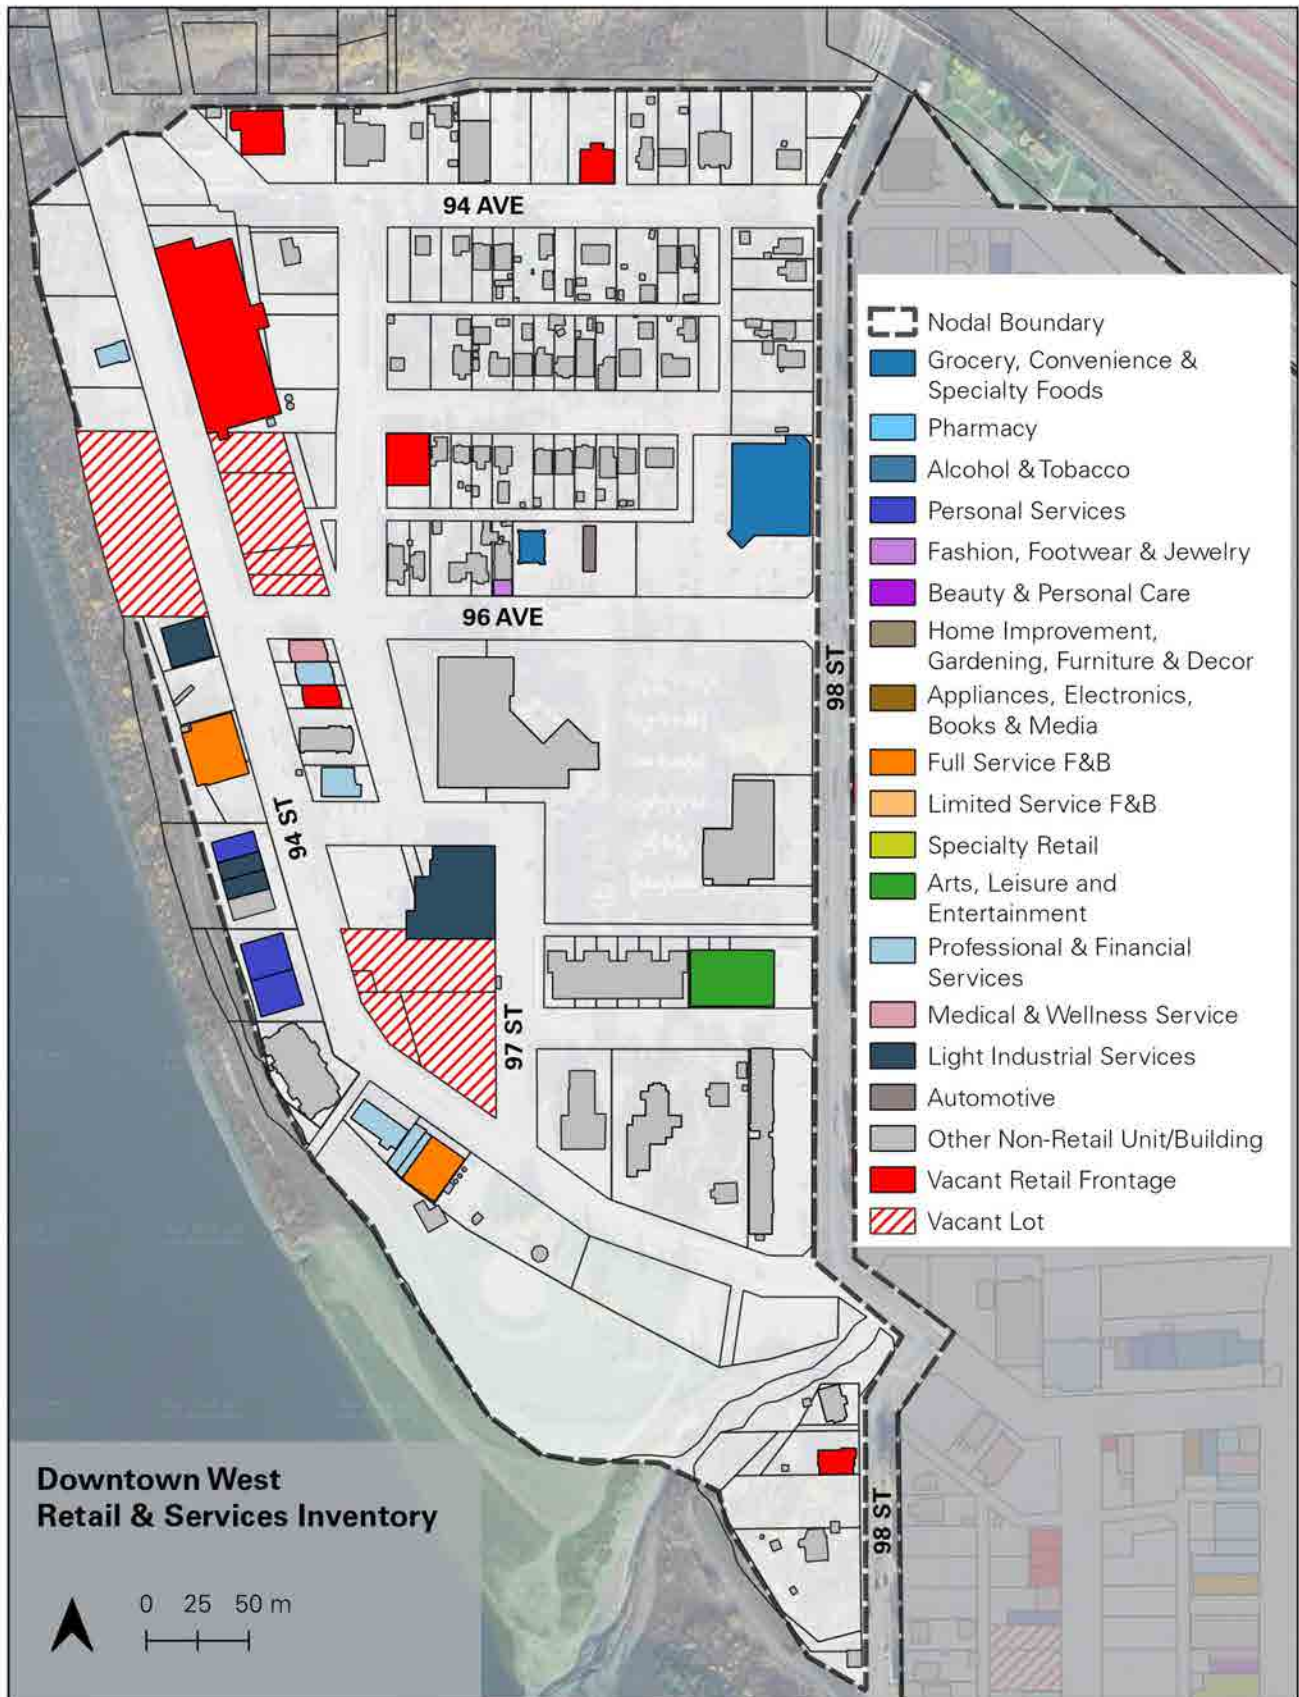 94 AVE
96 AVE
98 ST
94 ST
97 ST
98 ST
Nodal Boundary
Grocery, Convenience &
Specialty Foods
Pharmacy
Alcohol & Tobacco
Personal Services
Fashion, Footwear & Jewelry
Beauty & Personal Care
Home Improvement,
Gardening, Furniture & Decor
Appliances, Electronics,
Books & Media
Full Service F&B
Limited Service F&B
Specialty Retail
Arts, Leisure and
Entertainment
Professional & Financial
Services
Medical & Wellness Service
Light Industrial Services
Automotive
Other Non-Retail Unit/Building
Vacant Retail Frontage
Vacant Lot
Downtown West
Retail & Services Inventory
0 25 50 m